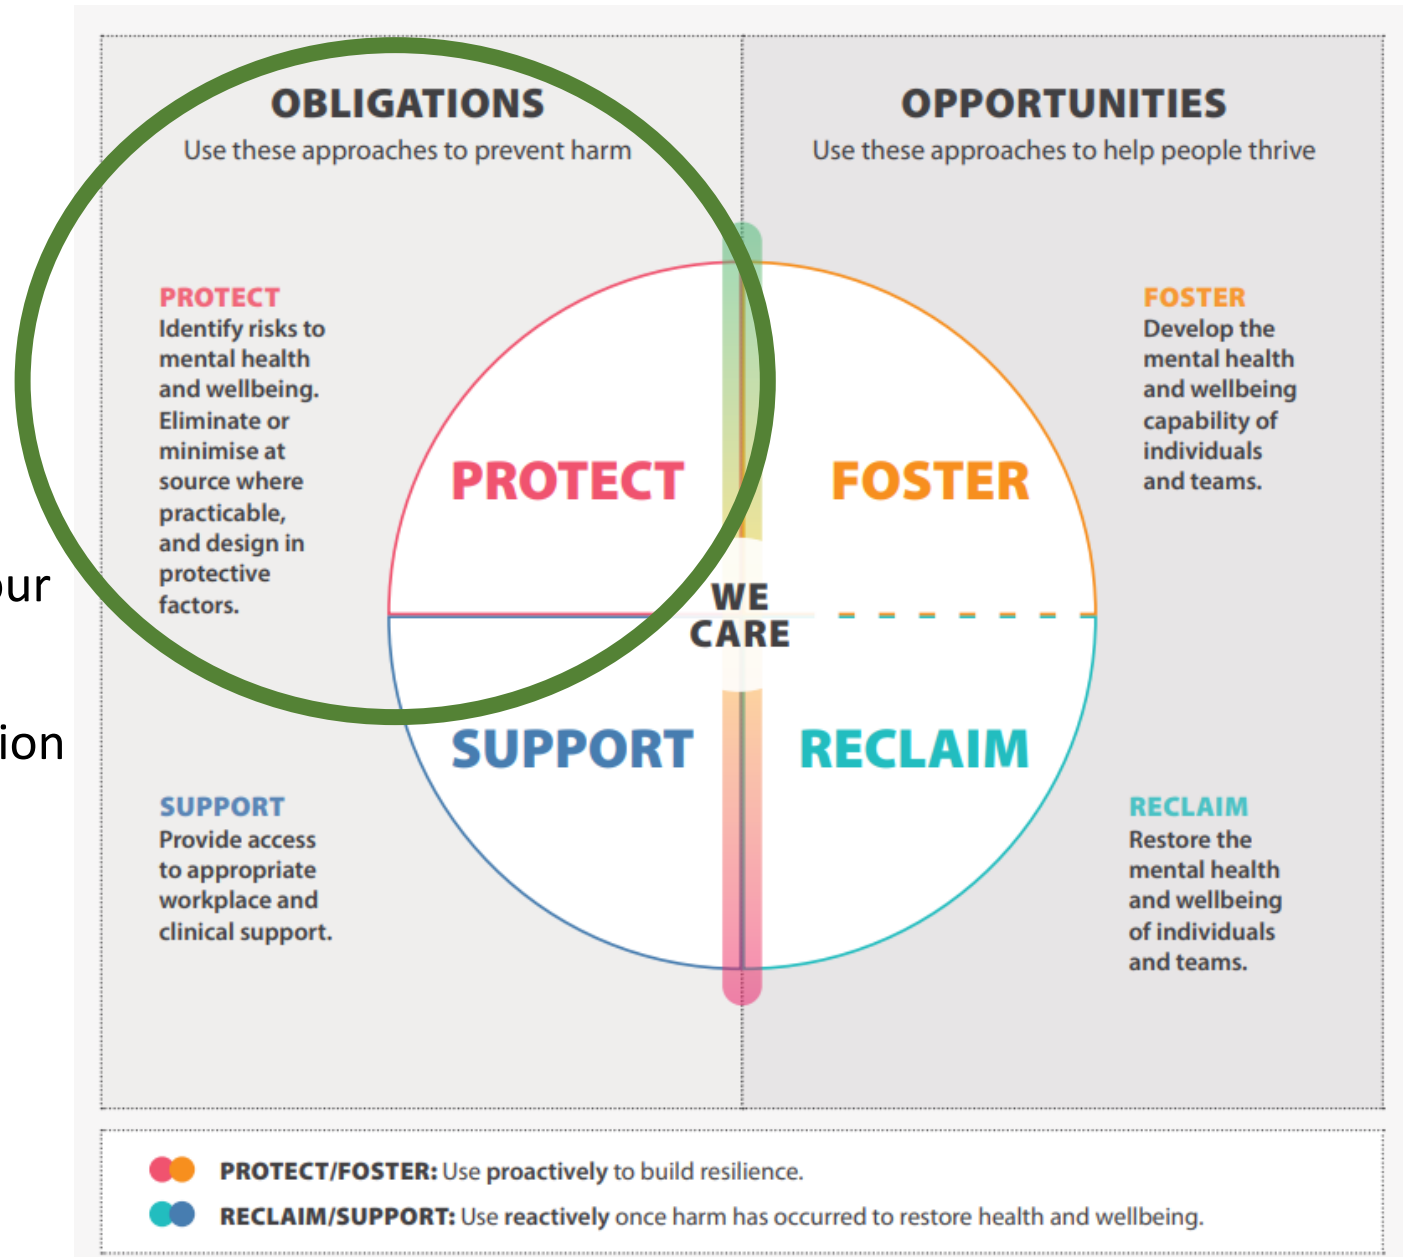 OBLIGATIONS
Use these approaches to prevent harm
OPPORTUNITIES
Use these approaches to help people thrive
PROTECT
Identify risks to
mental health
and wellbeing.
Eliminate or
minimise at
source where
practicable,
and design in
protective
factors.
FOSTER
Develop the
mental health
and wellbeing
capability of
individuals
and teams.
PROTECT
FOSTER
WE
CARE
SUPPORT
RECLAIM
SUPPORT
Provide access
to appropriate
workplace and
clinical support.
RECLAIM
Restore the
mental health
and wellbeing
of individuals
and teams.
PROTECT/FOSTER: Use proactively to build resilience.
RECLAIM/SUPPORT: Use reactively once harm has occurred to restore health and wellbeing.